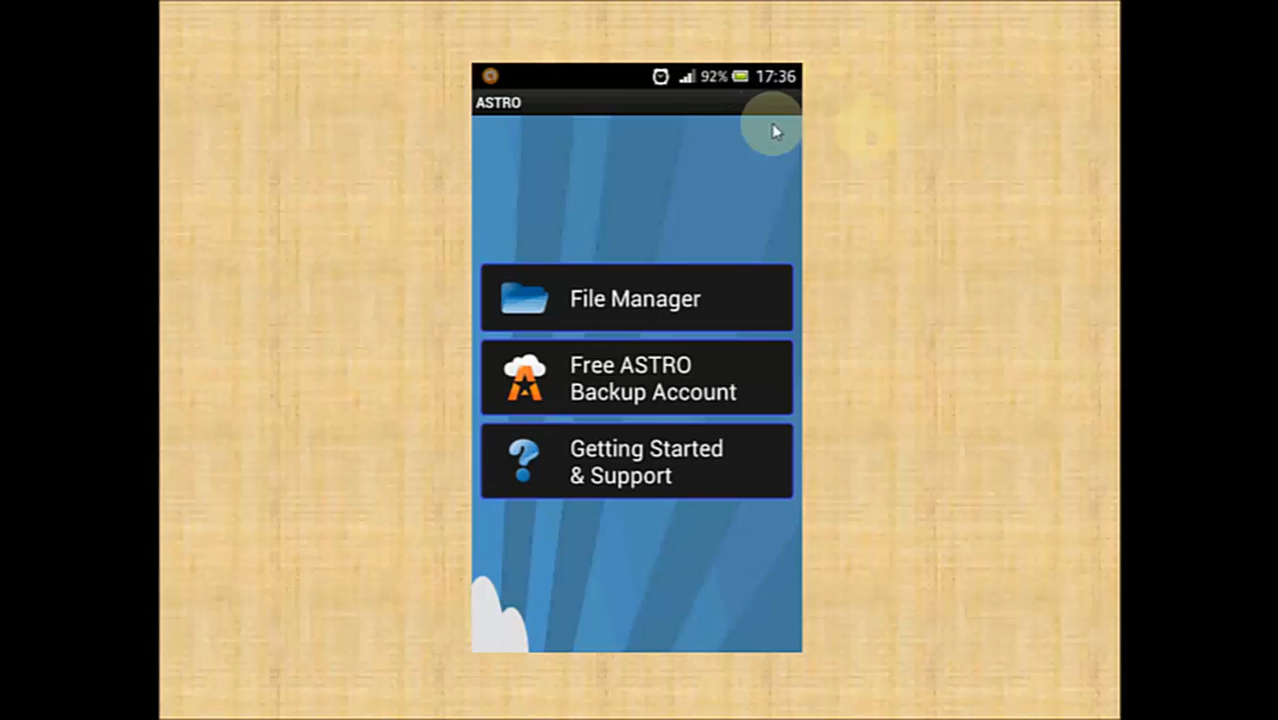 92% 17:36
ASTRO
File Manager
Free ASTRO
Backup Account
Getting Started
& Support